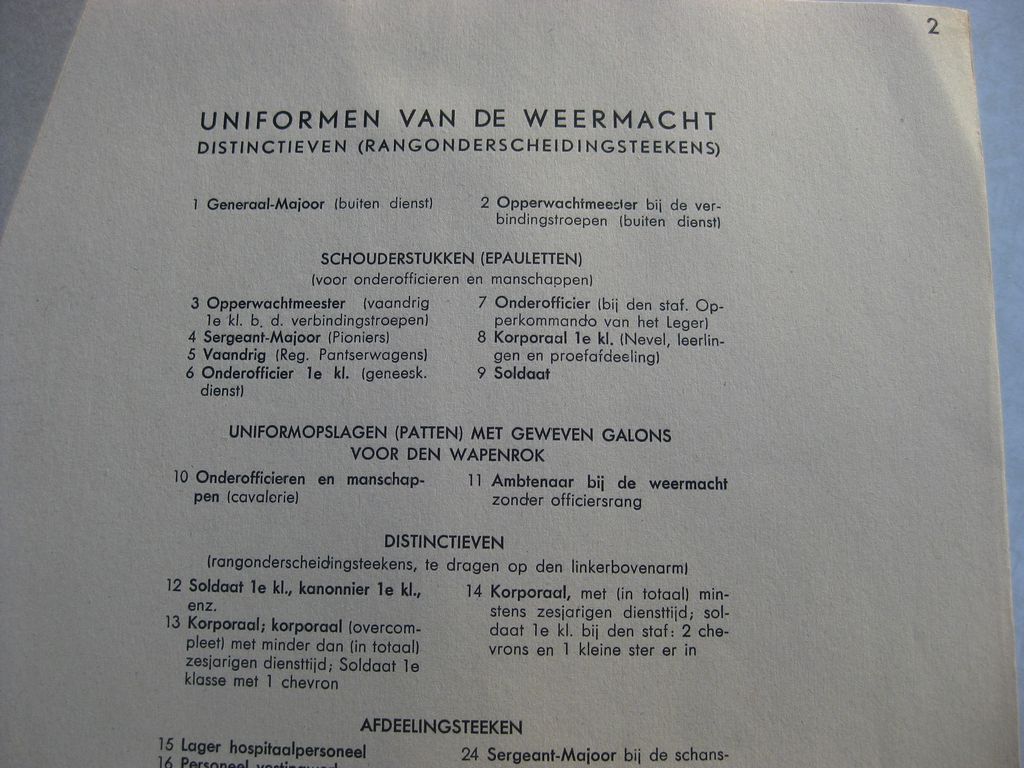 2
UNIFORMEN VAN DE WEERMACHT
DISTINCTIEVEN (RANGONDERSCHEIDINGSTEEKENS)
1 Generaal-Majoor (buiten dienst)
2 Opperwachtmeester bij de ver-
bindingstroepen (buiten dienst)
SCHOUDERSTUKKEN (EPAULETTEN)
(voor onderofficieren en manschappen)
3 Opperwachtmeester (vaandrig
1e kl. b. d. verbindingstroepen)
4 Sergeant-Majoor (Pioniers)
5 Vaandrig (Reg. Pantserwagens)
6 Onderofficier 1e kl. (geneesk.
dienst)
7 Onderofficier (bij den staf. Op-
perkommando van het Leger)
8 Korporaal 1e kl. (Nevel, leerlin-
gen en proefafdeeling)
9 Soldaat
UNIFORMOPSLAGEN (PATTEN) MET GEWEVEN GALONS
VOOR DEN WAPENROK
10 Onderofficieren en manschap-
pen (cavalerie)
11 Ambtenaar bij de weermacht
zonder officiersrang
DISTINCTIEVEN
(rangonderscheidingsteekens, te dragen op den linkerbovenarm)
12 Soldaat 1e kl., kanonnier 1e kl.,
enz.
13 Korporaal; korporaal (overcom-
pleet) met minder dan (in totaal)
zesjarigen diensttijd; Soldaat 1e
klasse met 1 chevron
14 Korporaal, met (in totaal) min-
stens zesjarigen diensttijd; sol-
daat 1e kl. bij den staf: 2 che-
vrons en 1 kleine ster er in
AFDEELINGSTEEKEN
15 Lager hospitaalpersoneel
16 Personeel
24 Sergeant-Majoor bij de schans-